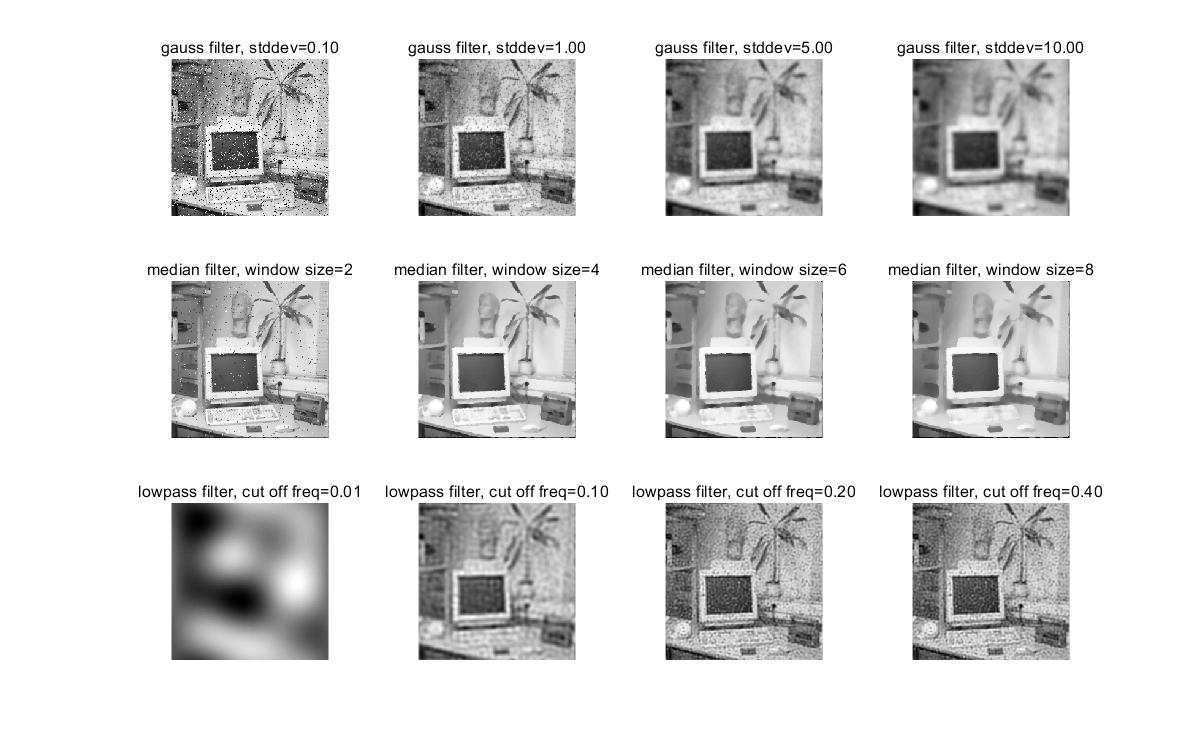 gauss filter, stddev=0.10
gauss filter, stddev=1.00
gauss filter, stddev=5.00
gauss filter, stddev=10.00
median filter, window size=2
median filter, window size=4
median filter, window size=6
median filter, window size=8
lowpass filter, cut off freq=0.01
lowpass filter, cut off freq=0.10
lowpass filter, cut off freq=0.20
lowpass filter, cut off freq=0.40